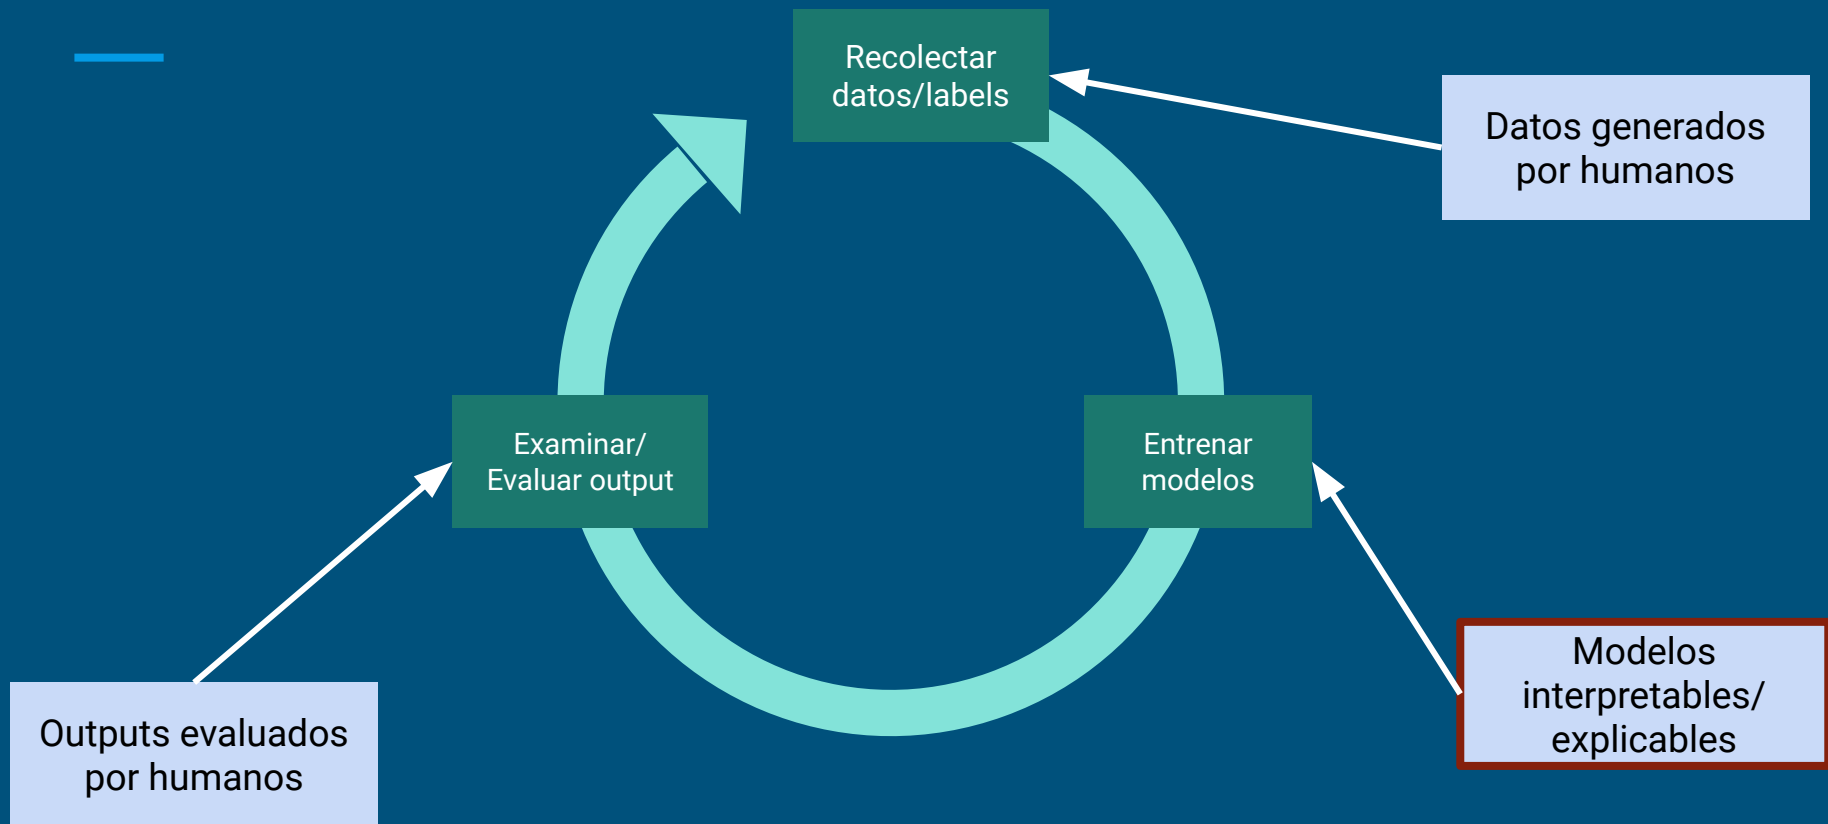 Recolectar
datos/labels
Datos generados
por humanos
Examinar/
Evaluar output
Entrenar
modelos
Modelos
interpretables/
explicables
Outputs evaluados
por humanos